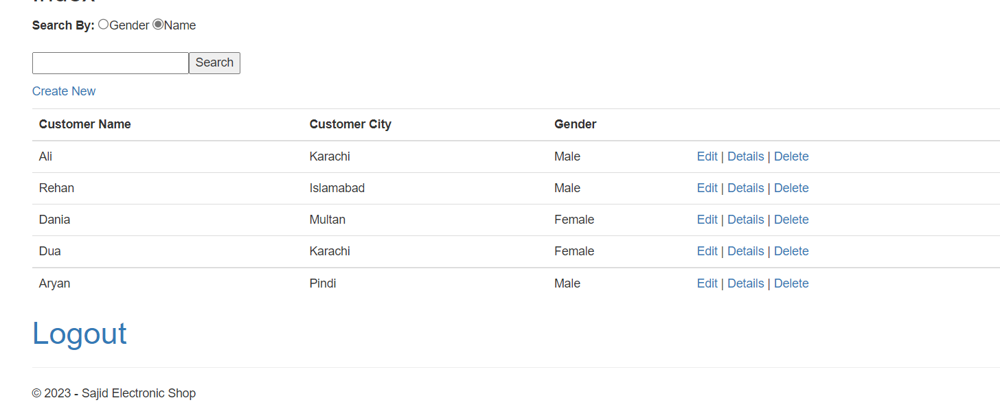 Index
Search By: Gender Name
Search
Create New
Customer Name Customer City Gender
Ali Karachi Male Edit | Details | Delete
Rehan Islamabad Male Edit | Details | Delete
Dania Multan Female Edit | Details | Delete
Dua Karachi Female Edit | Details | Delete
Aryan Pindi Male Edit | Details | Delete
Logout
© 2023 - Sajid Electronic Shop